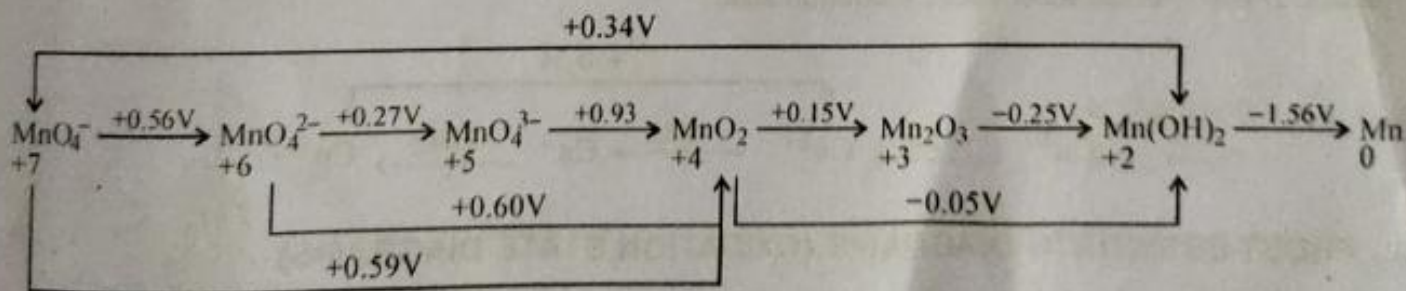 +0.34V
MnO₄⁻ +0.56V MnO₄²⁻ +0.27V MnO₄³⁻ +0.93 MnO₂ +0.15V Mn₂O₃ −0.25V Mn(OH)₂ −1.56V Mn
+7 +6 +5 +4 +3 +2 0
+0.60V −0.05V
+0.59V